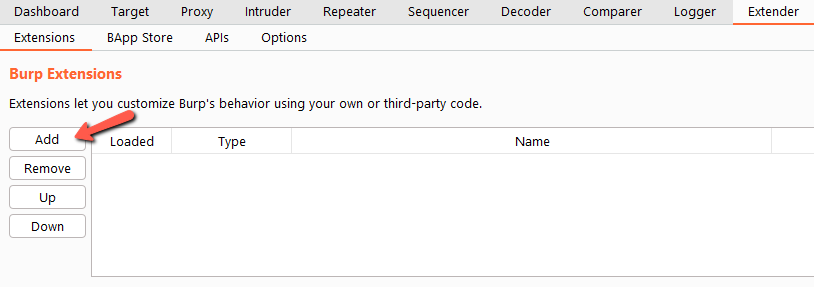 Dashboard Target Proxy Intruder Repeater Sequencer Decoder Comparer Logger Extender
Extensions BApp Store APIs Options
Burp Extensions
Extensions let you customize Burp's behavior using your own or third-party code.
Add
Loaded Type Name
Remove
Up
Down